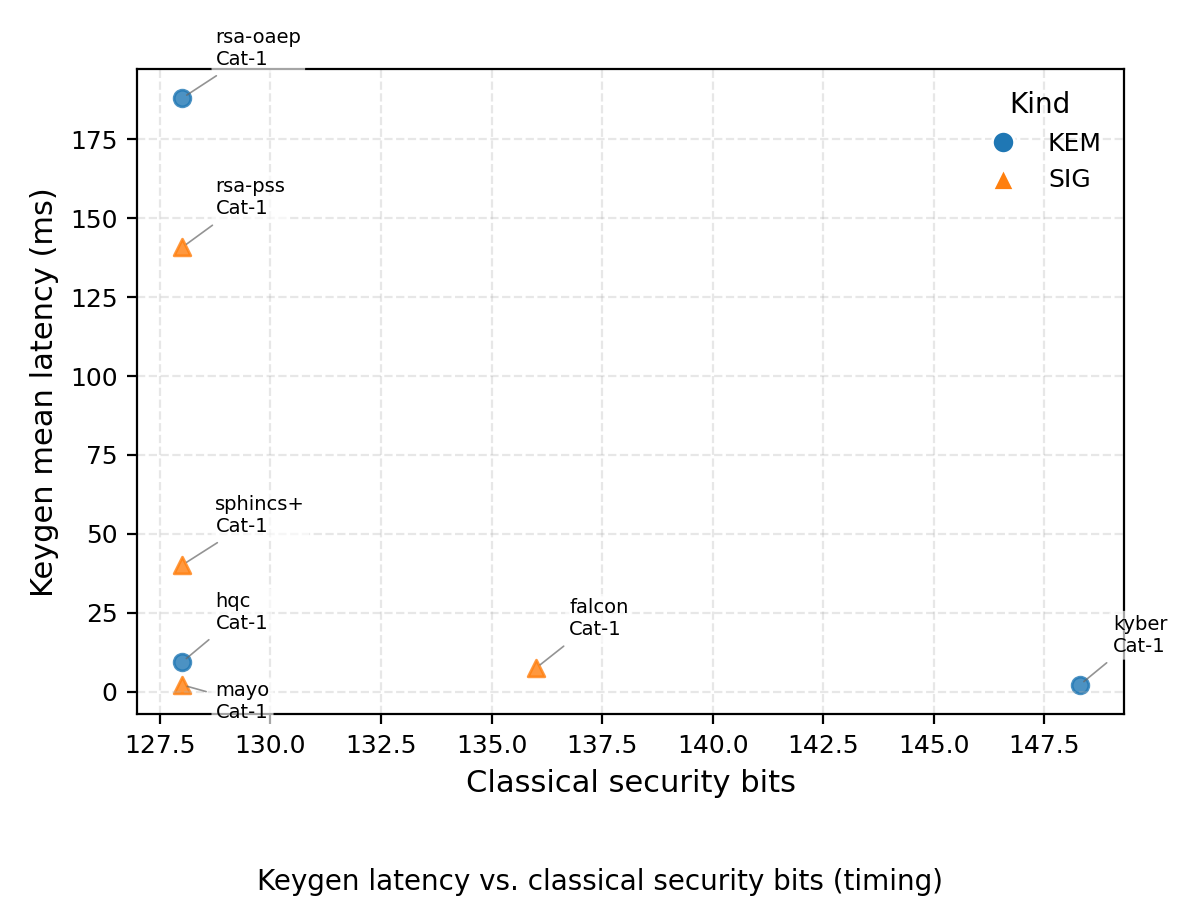 rsa-oaep
Cat-1
Kind
KEM
SIG
175
rsa-pss
Cat-1
150
125
100
75
sphincs+
Cat-1
50
hqc
Cat-1
falcon
Cat-1
25
kyber
Cat-1
mayo
Cat-1
0
Keygen mean latency (ms)
127.5 130.0 132.5 135.0 137.5 140.0 142.5 145.0 147.5
Classical security bits
Keygen latency vs. classical security bits (timing)